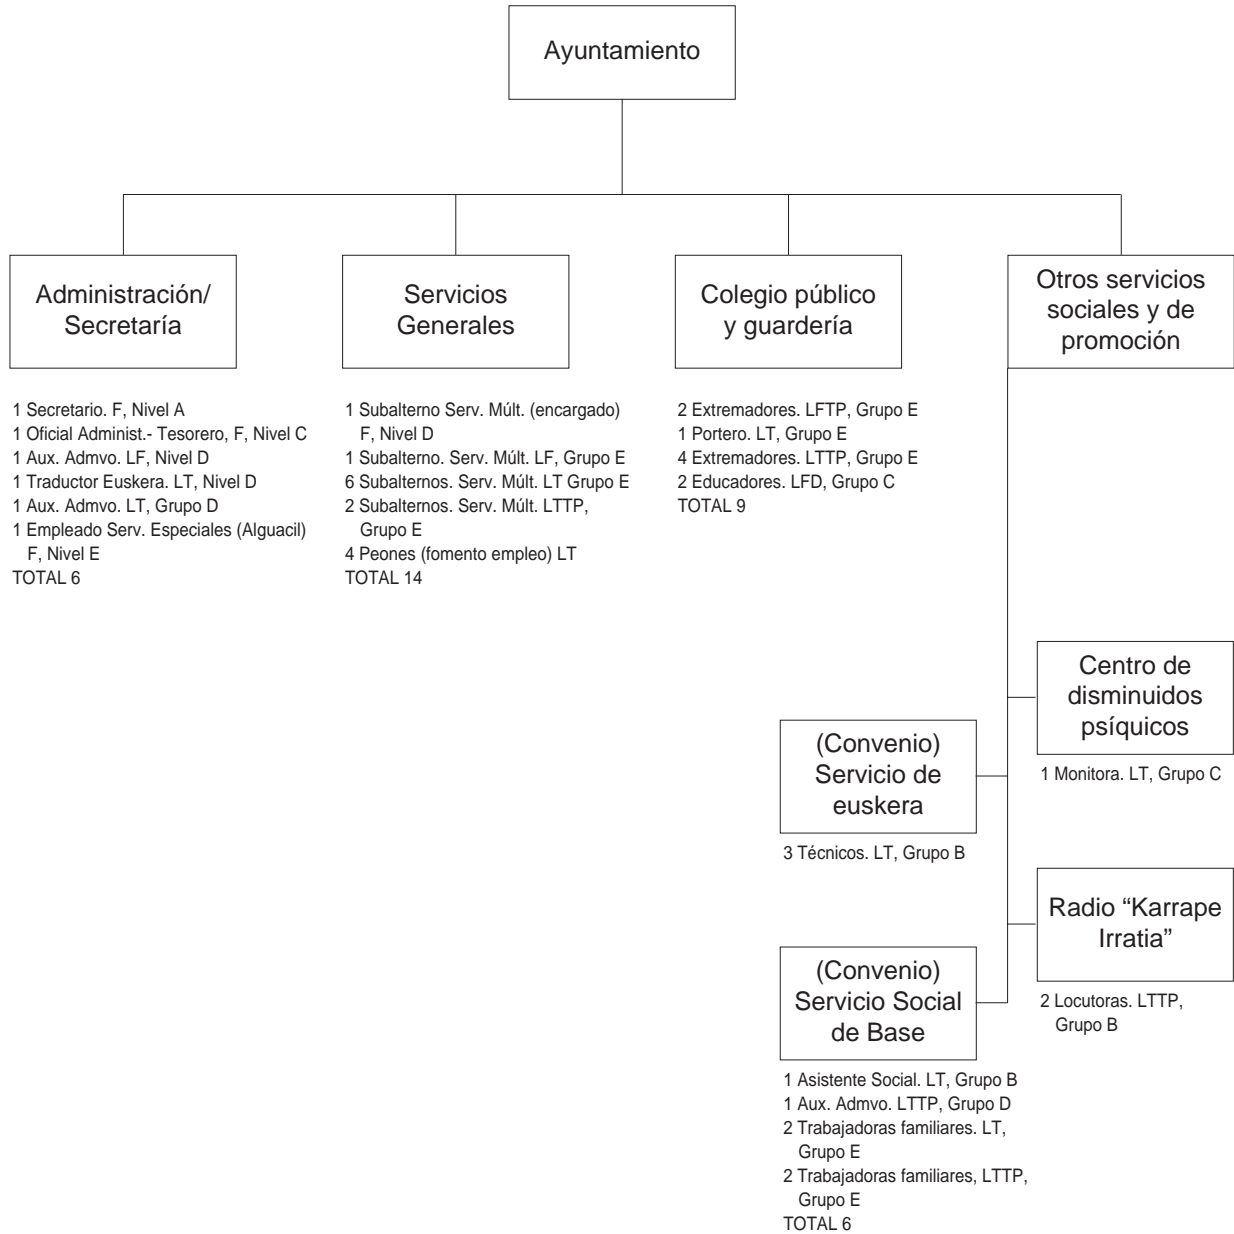 Ayuntamiento
Administración/
Secretaría
1 Secretario. F, Nivel A
1 Oficial Administ.- Tesorero, F, Nivel C
1 Aux. Admvo. LF, Nivel D
1 Traductor Euskera. LT, Nivel D
1 Aux. Admvo. LT, Grupo D
1 Empleado Serv. Especiales (Alguacil)
F, Nivel E
TOTAL 6
Servicios
Generales
1 Subalterno Serv. Múlt. (encargado)
F, Nivel D
1 Subalterno. Serv. Múlt. LF, Grupo E
6 Subalternos. Serv. Múlt. LT Grupo E
2 Subalternos. Serv. Múlt. LTTP,
Grupo E
4 Peones (fomento empleo) LT
TOTAL 14
Colegio público
y guardería
2 Extremadores. LFTP, Grupo E
1 Portero. LT, Grupo E
4 Extremadores. LTTP, Grupo E
2 Educadores. LFD, Grupo C
TOTAL 9
Otros servicios
sociales y de
promoción
Centro de
disminuidos
psíquicos
1 Monitora. LT, Grupo C
(Convenio)
Servicio de
euskera
3 Técnicos. LT, Grupo B
Radio “Karrape
Irratia”
2 Locutoras. LTTP,
Grupo B
(Convenio)
Servicio Social
de Base
1 Asistente Social. LT, Grupo B
1 Aux. Admvo. LTTP, Grupo D
2 Trabajadoras familiares. LT,
Grupo E
2 Trabajadoras familiares, LTTP,
Grupo E
TOTAL 6